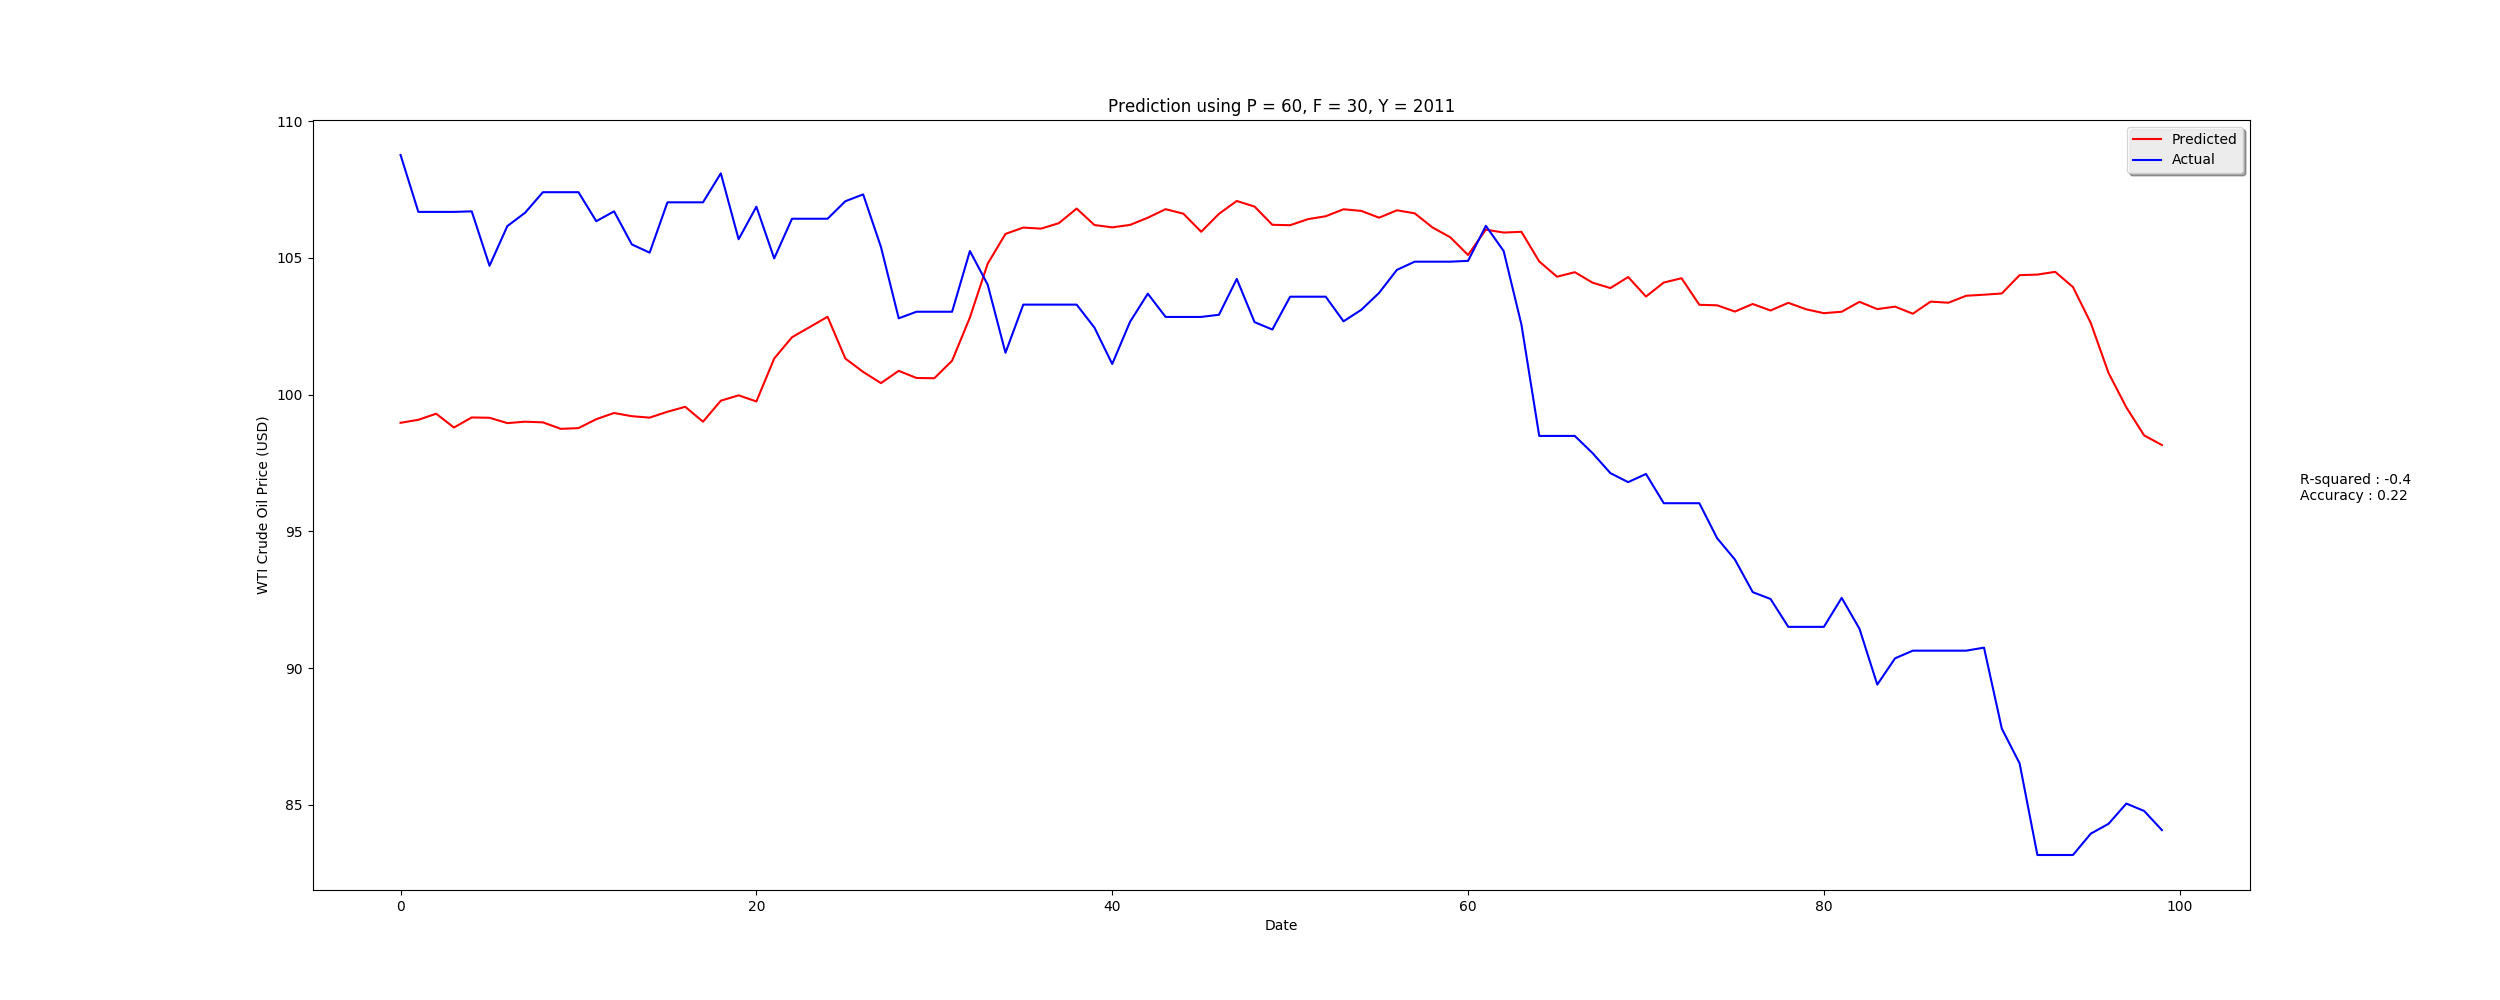 Prediction using P = 60, F = 30, Y = 2011
110
105
100
95
90
85
WTI Crude Oil Price (USD)
Predicted
Actual
R-squared : -0.4
Accuracy : 0.22
0 20 40 60 80 100
Date